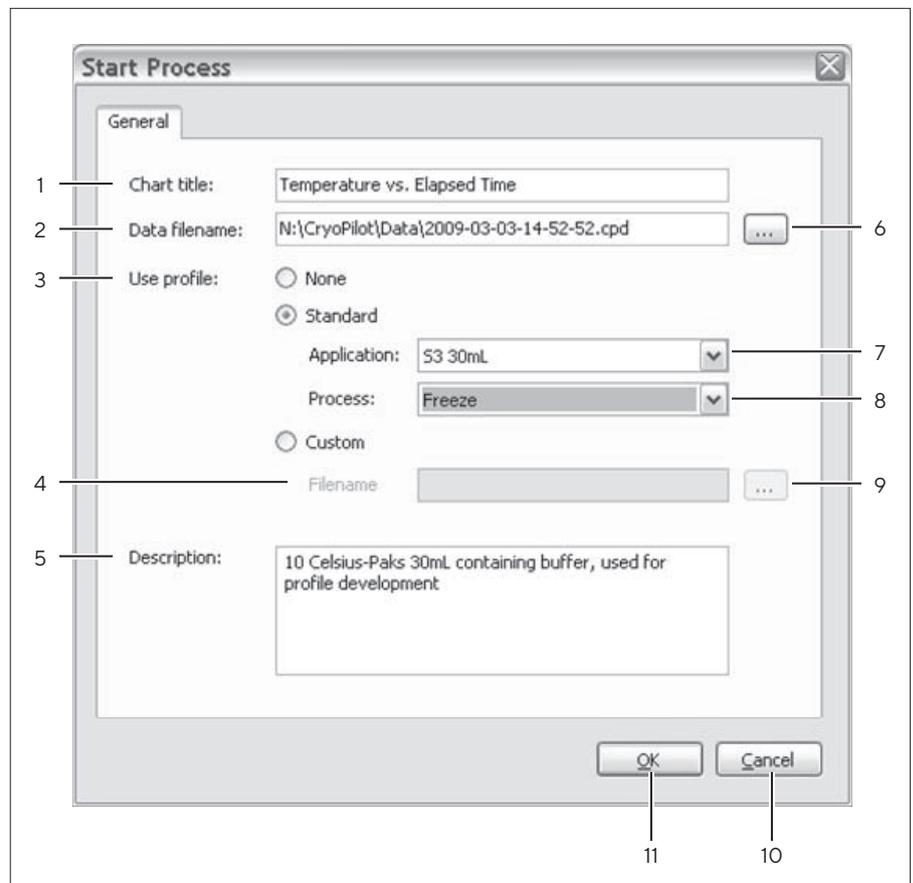 Start Process
General
1 Chart title: Temperature vs. Elapsed Time
2 Data filename: N:\CryoPilot\Data\2009-03-03-14-52-52.cpd ... 6
3 Use profile: None
Standard
Application: S3 30mL 7
Process: Freeze 8
Custom
4 Filename ... 9
5 Description: 10 Celsius-Paks 30mL containing buffer, used for
profile development
OK Cancel
11 10